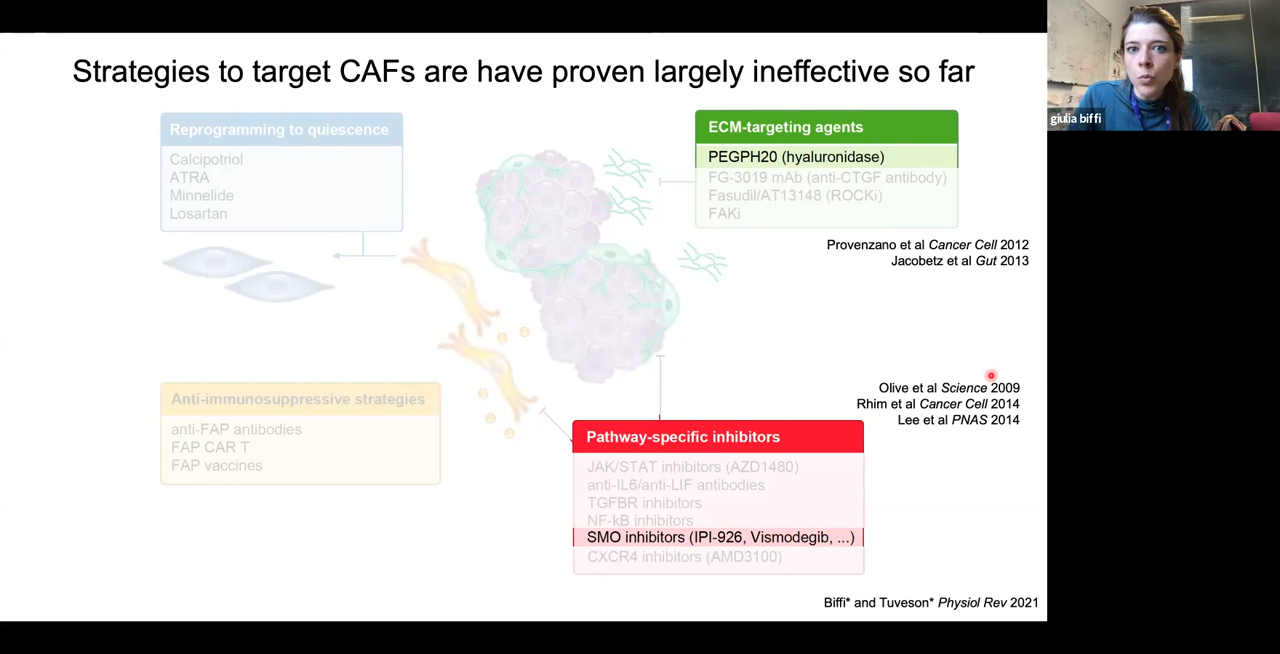 Strategies to target CAFs are have proven largely ineffective so far
giulia biffi
Reprogramming to quiescence
Calcipotriol
ATRA
Minnelide
Losartan
ECM-targeting agents
PEGPH20 (hyaluronidase)
FG-3019 mAb (anti-CTGF antibody)
Fasudil/AT13148 (ROCKi)
FAKi
Provenzano et al Cancer Cell 2012
Jacobetz et al Gut 2013
Olive et al Science 2009
Rhim et al Cancer Cell 2014
Lee et al PNAS 2014
Anti-immunosuppressive strategies
anti-FAP antibodies
FAP CAR T
FAP vaccines
Pathway-specific inhibitors
JAK/STAT inhibitors (AZD1480)
anti-IL6/anti-LIF antibodies
TGFBR inhibitors
NF-kB inhibitors
SMO inhibitors (IPI-926, Vismodegib, ...)
CXCR4 inhibitors (AMD3100)
Biffi* and Tuveson* Physiol Rev 2021